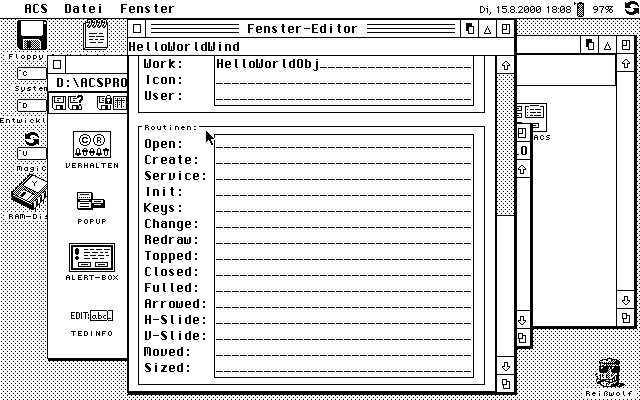 ACS Datei Fenster Di, 15.8.2000 18:08 97%
Fenster-Editor
HelloWorldWind
Work: HelloWorldObj
Icon:
User:
Routinen:
Open:
Create:
Service:
Init:
Keys:
Change:
Redraw:
Topped:
Closed:
Fulled:
Arrowed:
H-Slide:
V-Slide:
Moved:
Sized:
Floppy
C
System
D
Entwickl
U
Magic
RAM-Dis
D:\ACSPRO
VERHALTEN
POPUP
ALERT-BOX
EDIT: abc
TEDINFO
ACS
Reißwolf